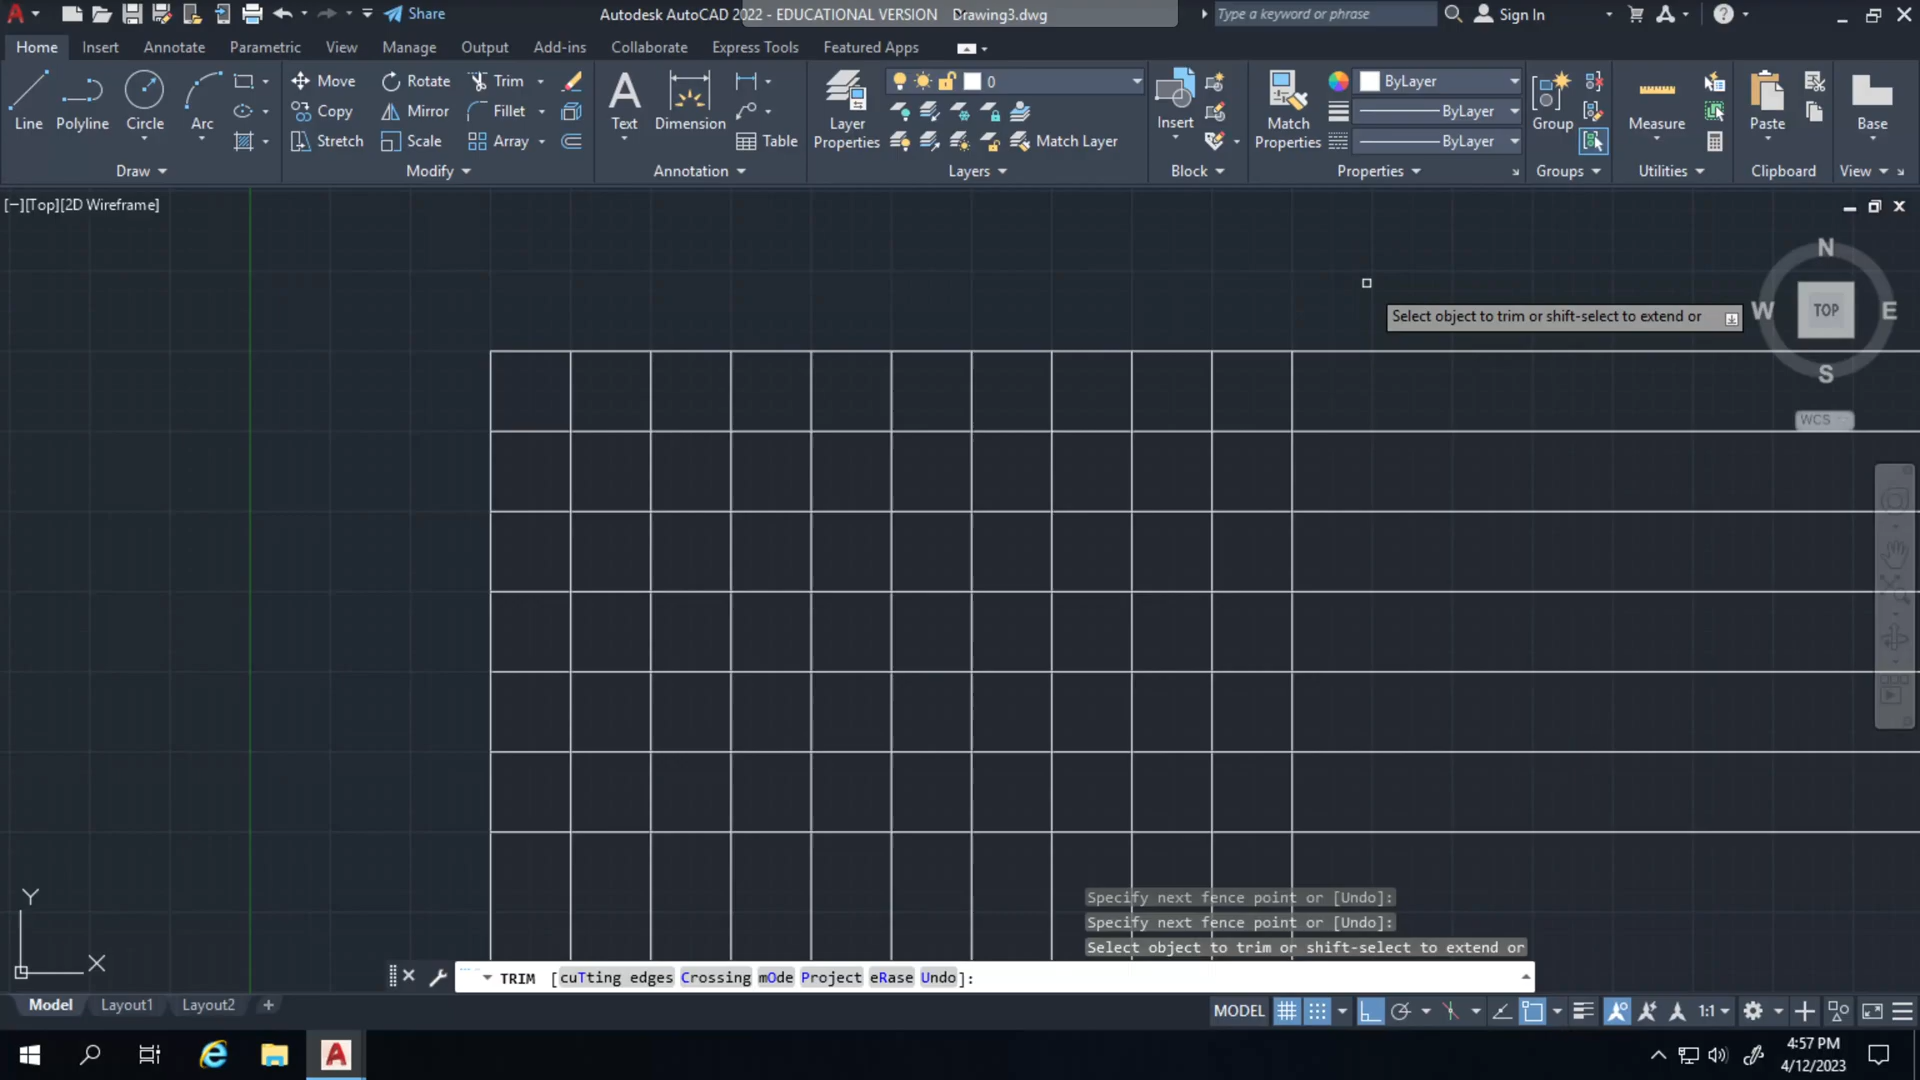 Share
Autodesk AutoCAD 2022 - EDUCATIONAL VERSION Drawing3.dwg
Type a keyword or phrase
Sign In
Home Insert Annotate Parametric View Manage Output Add-ins Collaborate Express Tools Featured Apps
Line Polyline Circle Arc
Move Rotate Trim
Copy Mirror Fillet
Stretch Scale Array
Text Dimension Table
Layer
Properties
0
Match Layer
Insert
Match
Properties
ByLayer
ByLayer
ByLayer
Group
Measure
Paste
Base
Draw Modify Annotation Layers Block Properties Groups Utilities Clipboard View
[−][Top][2D Wireframe]
N
W TOP E
S
WCS
Select object to trim or shift-select to extend or
Y
X
Specify next fence point or [Undo]:
Specify next fence point or [Undo]:
Select object to trim or shift-select to extend or
TRIM [cuTting edges Crossing mOde Project eRase Undo]:
Model Layout1 Layout2 +
MODEL 1:1
4:57 PM
4/12/2023